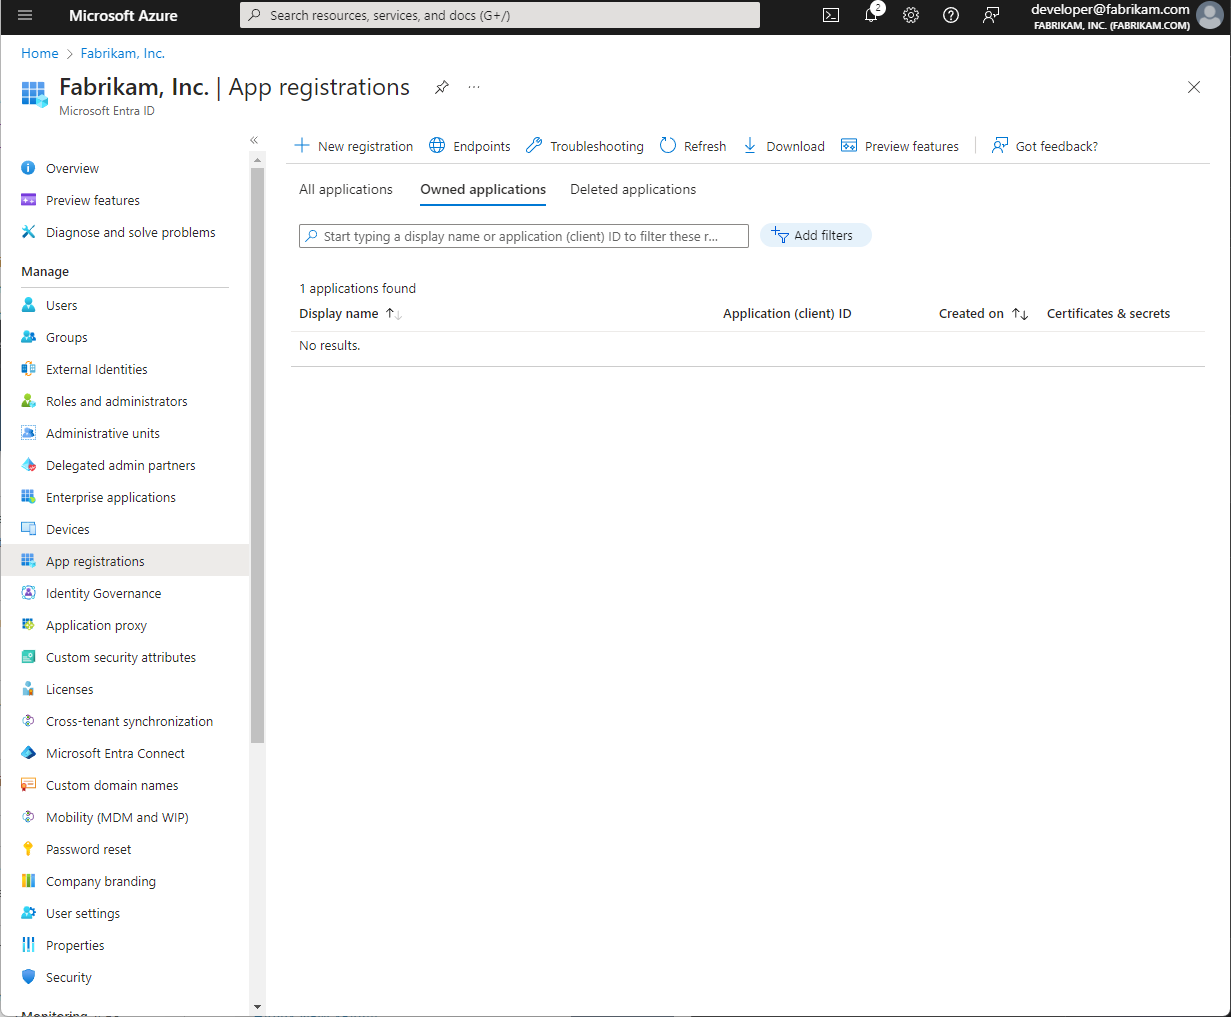 Microsoft Azure
Search resources, services, and docs (G+/)
2
developer@fabrikam.com
FABRIKAM, INC. (FABRIKAM.COM)
Home > Fabrikam, Inc.
Fabrikam, Inc. | App registrations
Microsoft Entra ID
Overview
Preview features
Diagnose and solve problems
Manage
Users
Groups
External Identities
Roles and administrators
Administrative units
Delegated admin partners
Enterprise applications
Devices
App registrations
Identity Governance
Application proxy
Custom security attributes
Licenses
Cross-tenant synchronization
Microsoft Entra Connect
Custom domain names
Mobility (MDM and WIP)
Password reset
Company branding
User settings
Properties
Security
Monitoring
New registration Endpoints Troubleshooting Refresh Download Preview features Got feedback?
All applications Owned applications Deleted applications
Start typing a display name or application (client) ID to filter these r... Add filters
1 applications found
Display name Application (client) ID Created on Certificates & secrets
No results.